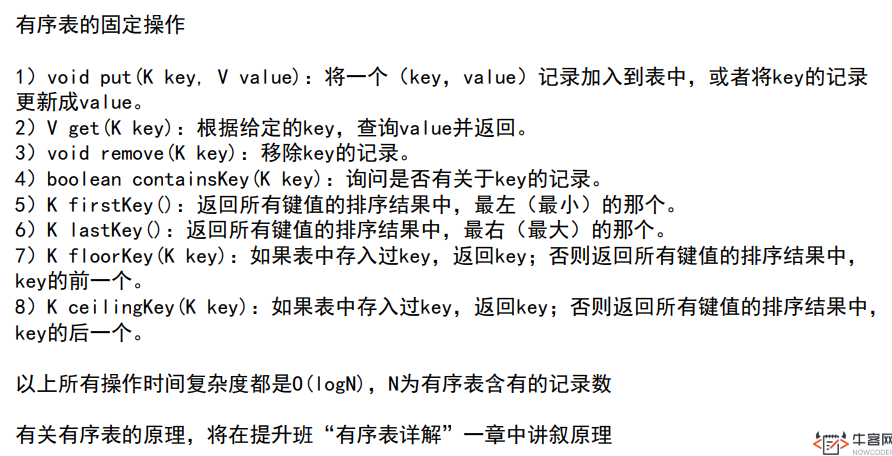 有序表的固定操作
1）void put(K key, V value)：将一个（key，value）记录加入到表中，或者将key的记录
更新成value。
2）V get(K key)：根据给定的key，查询value并返回。
3）void remove(K key)：移除key的记录。
4）boolean containsKey(K key)：询问是否有关于key的记录。
5）K firstKey()：返回所有键值的排序结果中，最左（最小）的那个。
6）K lastKey()：返回所有键值的排序结果中，最右（最大）的那个。
7）K floorKey(K key)：如果表中存入过key，返回key；否则返回所有键值的排序结果中，
key的前一个。
8）K ceilingKey(K key)：如果表中存入过key，返回key；否则返回所有键值的排序结果中，
key的后一个。
以上所有操作时间复杂度都是O(logN)，N为有序表含有的记录数
有关有序表的原理，将在提升班“有序表详解”一章中讲叙原理
牛客网
NOWCODER